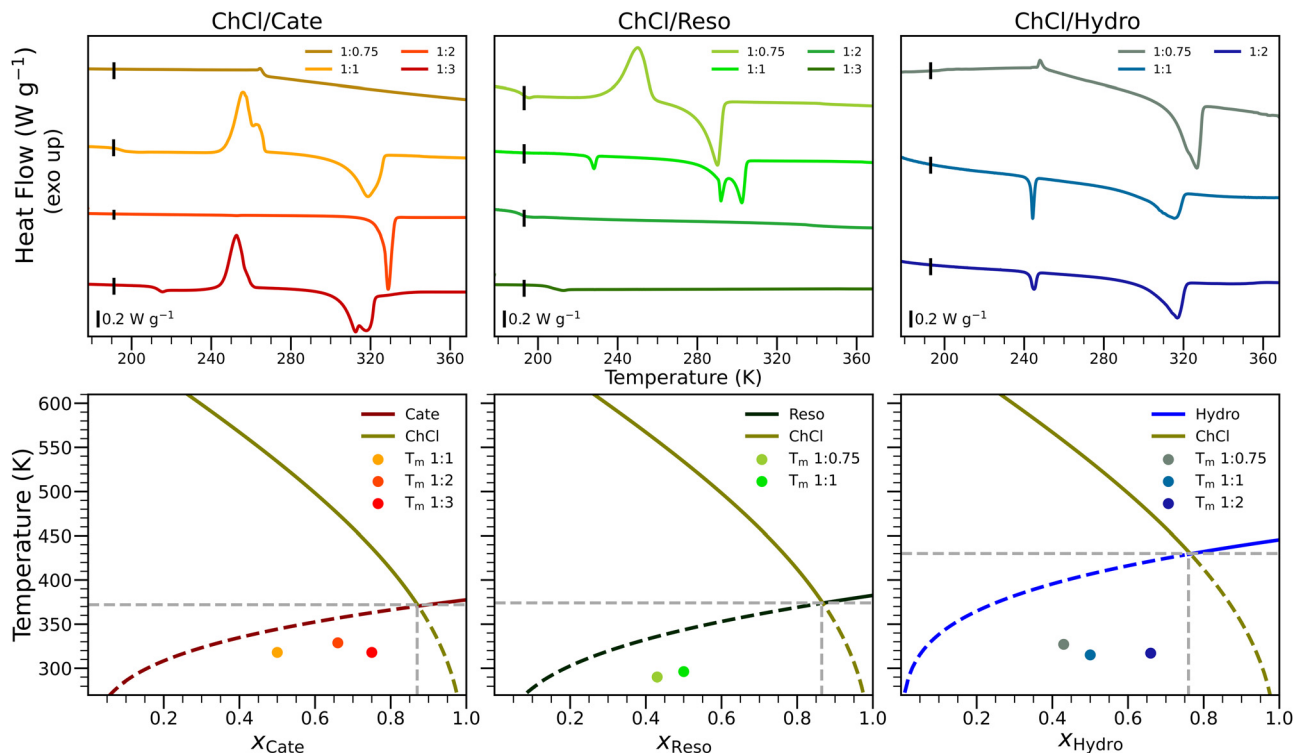 ChCl/Cate
ChCl/Reso
ChCl/Hydro
Heat Flow (W g⁻¹)
(exo up)
1:0.75
1:1
1:2
1:3
0.2 W g⁻¹
200 240 280 320 360
1:0.75
1:1
1:2
1:3
0.2 W g⁻¹
200 240 280 320 360
1:0.75
1:1
1:2
0.2 W g⁻¹
200 240 280 320 360
Temperature (K)
Temperature (K)
600
550
500
450
400
350
300
Cate
ChCl
Tₘ 1:1
Tₘ 1:2
Tₘ 1:3
0.2 0.4 0.6 0.8 1.0
x_Cate
Reso
ChCl
Tₘ 1:0.75
Tₘ 1:1
0.2 0.4 0.6 0.8 1.0
x_Reso
Hydro
ChCl
Tₘ 1:0.75
Tₘ 1:1
Tₘ 1:2
0.2 0.4 0.6 0.8 1.0
x_Hydro